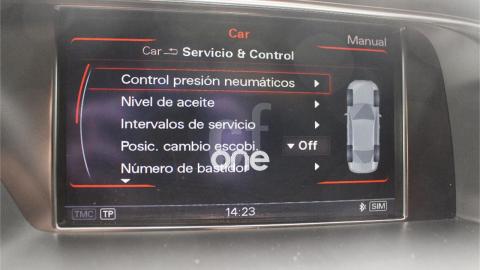 Car
Manual
Car Servicio & Control
Control presión neumáticos
Nivel de aceite
Intervalos de servicio
Posic. cambio escobi. Off
Número de bastidor
one
TMC TP 14:23 SIM